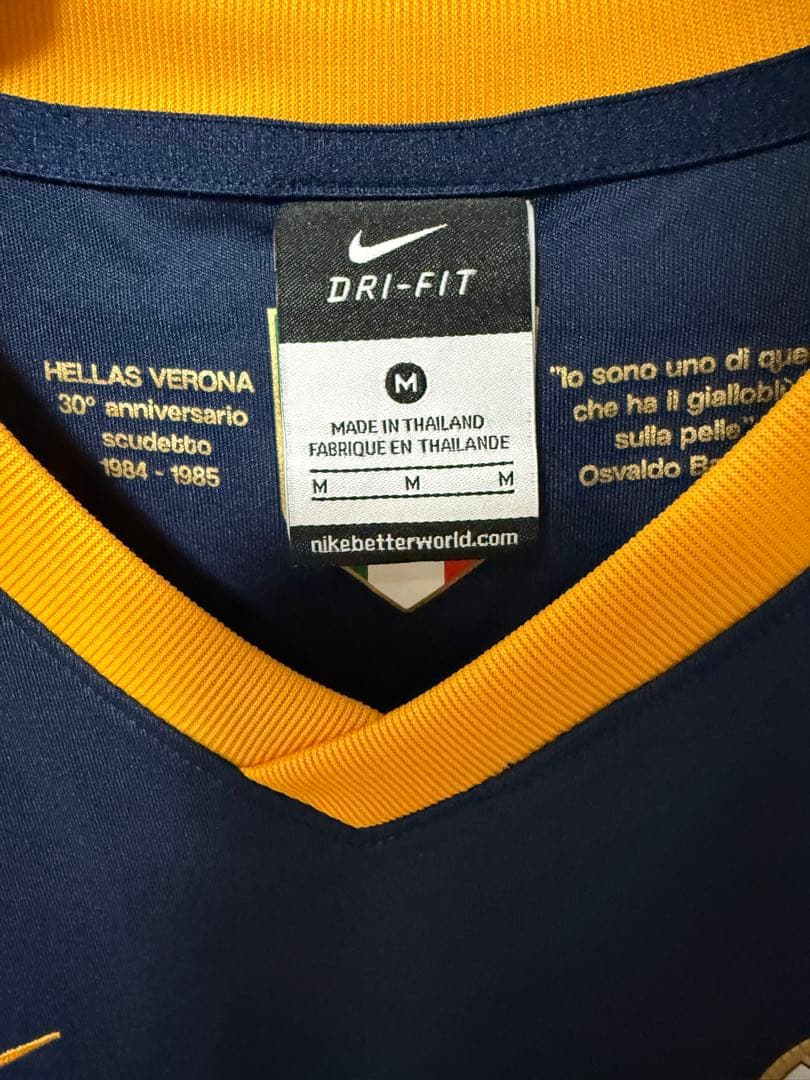 DRI-FIT
M
MADE IN THAILAND
FABRIQUE EN THAILANDE
M M M
nikebetterworld.com
HELLAS VERONA
30° anniversario
scudetto
1984 - 1985
"Io sono uno di
che ha il
sulla pelle"
Osvaldo